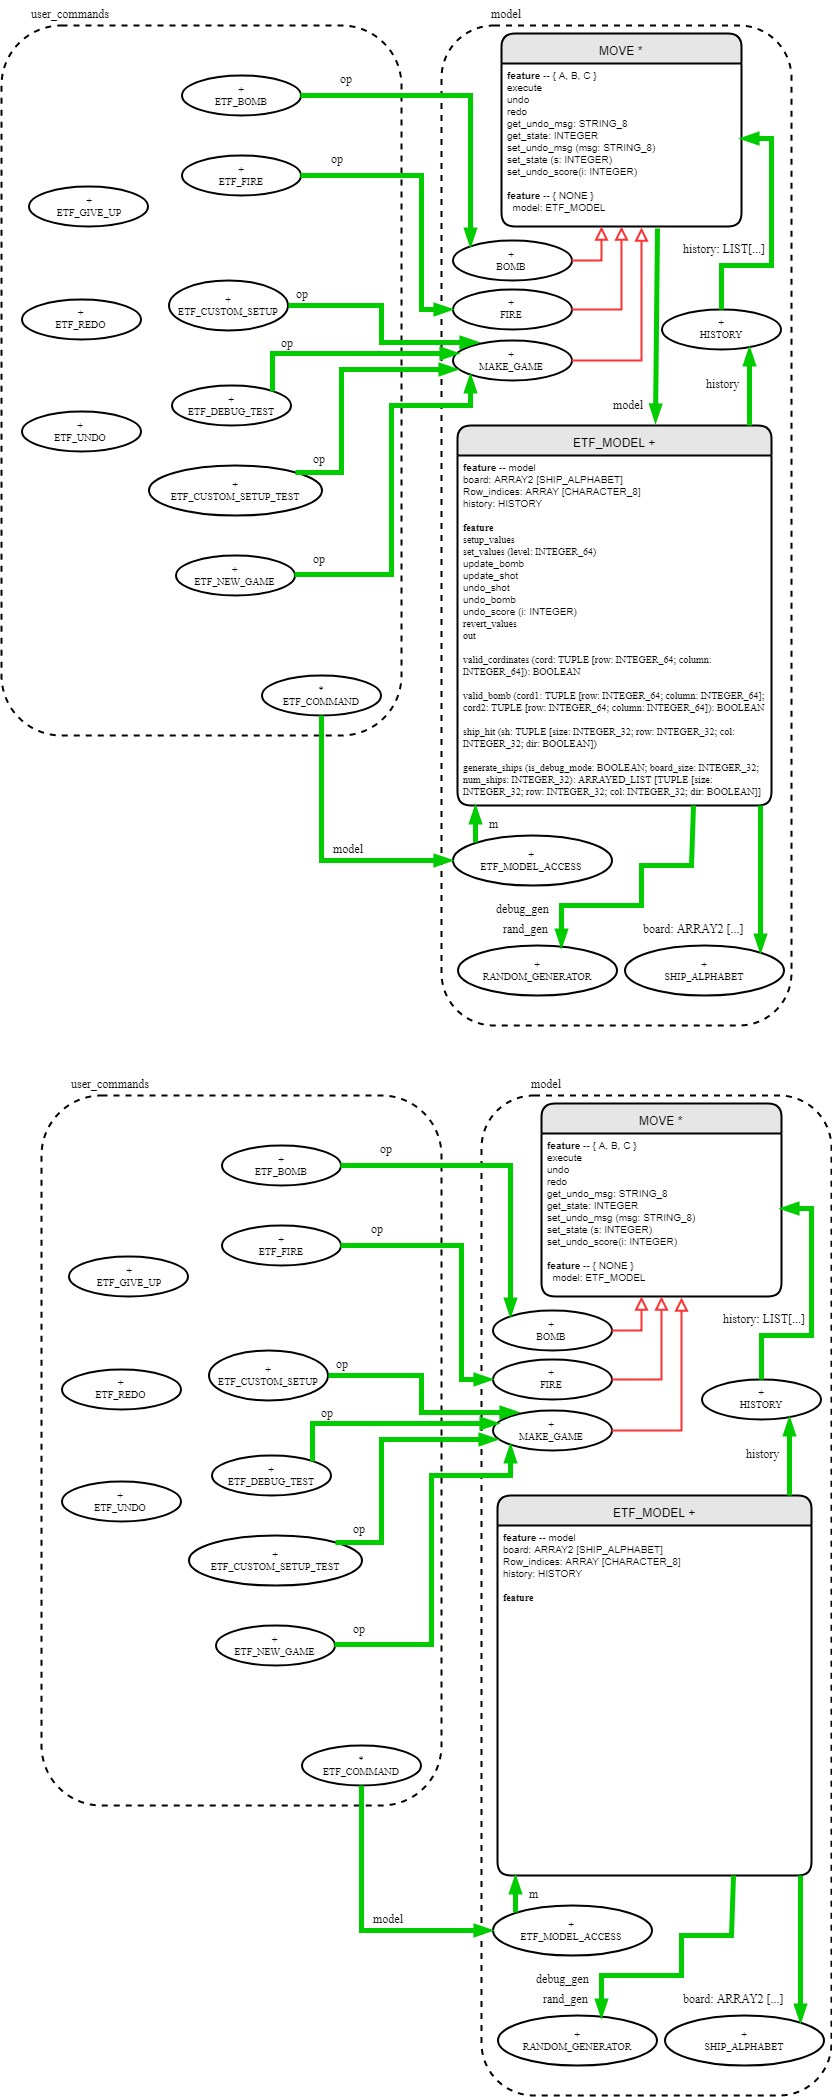 user_commands
model
MOVE *
feature -- { A, B, C }
execute
undo
redo
get_undo_msg: STRING_8
get_state: INTEGER
set_undo_msg (msg: STRING_8)
set_state (s: INTEGER)
set_undo_score(i: INTEGER)
feature -- { NONE }
model: ETF_MODEL
+
ETF_BOMB
op
+
ETF_FIRE
op
+
ETF_GIVE_UP
+
BOMB
history: LIST[...]
+
ETF_CUSTOM_SETUP
op
+
FIRE
+
ETF_REDO
+
HISTORY
op
+
MAKE_GAME
history
+
ETF_DEBUG_TEST
model
+
ETF_UNDO
op
+
ETF_CUSTOM_SETUP_TEST
ETF_MODEL +
feature -- model
board: ARRAY2 [SHIP_ALPHABET]
Row_indices: ARRAY [CHARACTER_8]
history: HISTORY
feature
setup_values
set_values (level: INTEGER_64)
update_bomb
update_shot
undo_shot
undo_bomb
undo_score (i: INTEGER)
revert_values
out
valid_cordinates (cord: TUPLE [row: INTEGER_64; column:
INTEGER_64]): BOOLEAN
valid_bomb (cord1: TUPLE [row: INTEGER_64; column: INTEGER_64];
cord2: TUPLE [row: INTEGER_64; column: INTEGER_64]): BOOLEAN
ship_hit (sh: TUPLE [size: INTEGER_32; row: INTEGER_32; col:
INTEGER_32; dir: BOOLEAN])
generate_ships (is_debug_mode: BOOLEAN; board_size: INTEGER_32;
num_ships: INTEGER_32): ARRAYED_LIST [TUPLE [size:
INTEGER_32; row: INTEGER_32; col: INTEGER_32; dir: BOOLEAN]]
op
+
ETF_NEW_GAME
*
ETF_COMMAND
m
model
+
ETF_MODEL_ACCESS
debug_gen
rand_gen
board: ARRAY2 [...]
+
RANDOM_GENERATOR
+
SHIP_ALPHABET
user_commands
model
MOVE *
feature -- { A, B, C }
execute
undo
redo
get_undo_msg: STRING_8
get_state: INTEGER
set_undo_msg (msg: STRING_8)
set_state (s: INTEGER)
set_undo_score(i: INTEGER)
feature -- { NONE }
model: ETF_MODEL
op
+
ETF_BOMB
op
+
ETF_FIRE
+
ETF_GIVE_UP
+
BOMB
history: LIST[...]
op
+
ETF_CUSTOM_SETUP
+
FIRE
+
ETF_REDO
+
HISTORY
op
+
MAKE_GAME
history
+
ETF_DEBUG_TEST
+
ETF_UNDO
op
+
ETF_CUSTOM_SETUP_TEST
ETF_MODEL +
feature -- model
board: ARRAY2 [SHIP_ALPHABET]
Row_indices: ARRAY [CHARACTER_8]
history: HISTORY
feature
op
+
ETF_NEW_GAME
*
ETF_COMMAND
m
model
+
ETF_MODEL_ACCESS
debug_gen
rand_gen
board: ARRAY2 [...]
+
RANDOM_GENERATOR
+
SHIP_ALPHABET